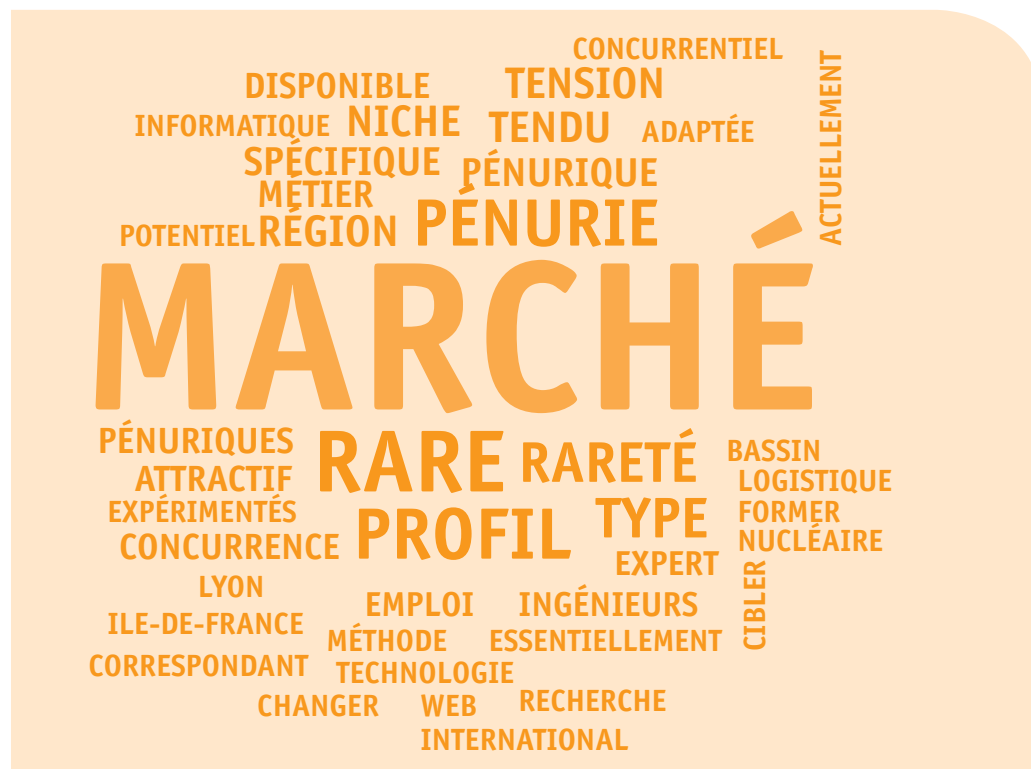 CONCURRENTIEL
DISPONIBLE TENSION
ACTUELLEMENT
INFORMATIQUE NICHE TENDU ADAPTÉE
SPÉCIFIQUE PÉNURIQUE
MÉTIER
POTENTIEL RÉGION PÉNURIE
MARCHÉ
PÉNURIQUES RARE RARETÉ BASSIN
ATTRACTIF LOGISTIQUE
EXPÉRIMENTÉS PROFIL TYPE FORMER
CONCURRENCE EXPERT NUCLÉAIRE
CIBLER
LYON EMPLOI INGÉNIEURS
ILE-DE-FRANCE MÉTHODE ESSENTIELLEMENT
CORRESPONDANT TECHNOLOGIE
CHANGER WEB RECHERCHE
INTERNATIONAL